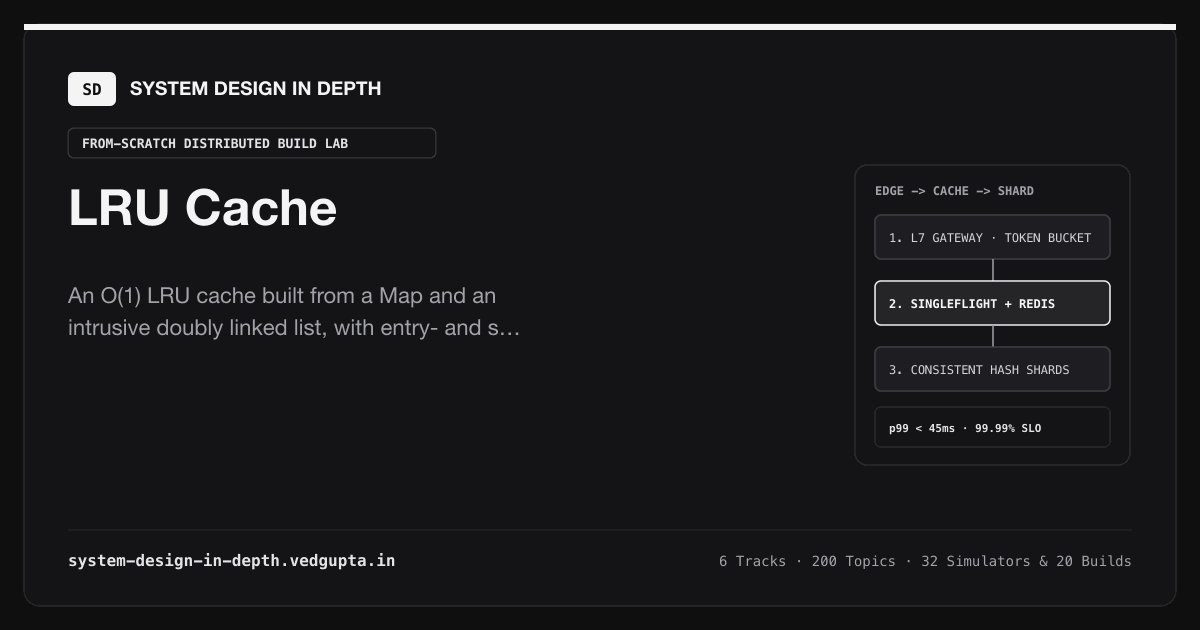 SD SYSTEM DESIGN IN DEPTH
FROM-SCRATCH DISTRIBUTED BUILD LAB
LRU Cache
An O(1) LRU cache built from a Map and an
intrusive doubly linked list, with entry- and s…
EDGE -> CACHE -> SHARD
1. L7 GATEWAY · TOKEN BUCKET
2. SINGLEFLIGHT + REDIS
3. CONSISTENT HASH SHARDS
p99 < 45ms · 99.99% SLO
system-design-in-depth.vedgupta.in
6 Tracks · 200 Topics · 32 Simulators & 20 Builds